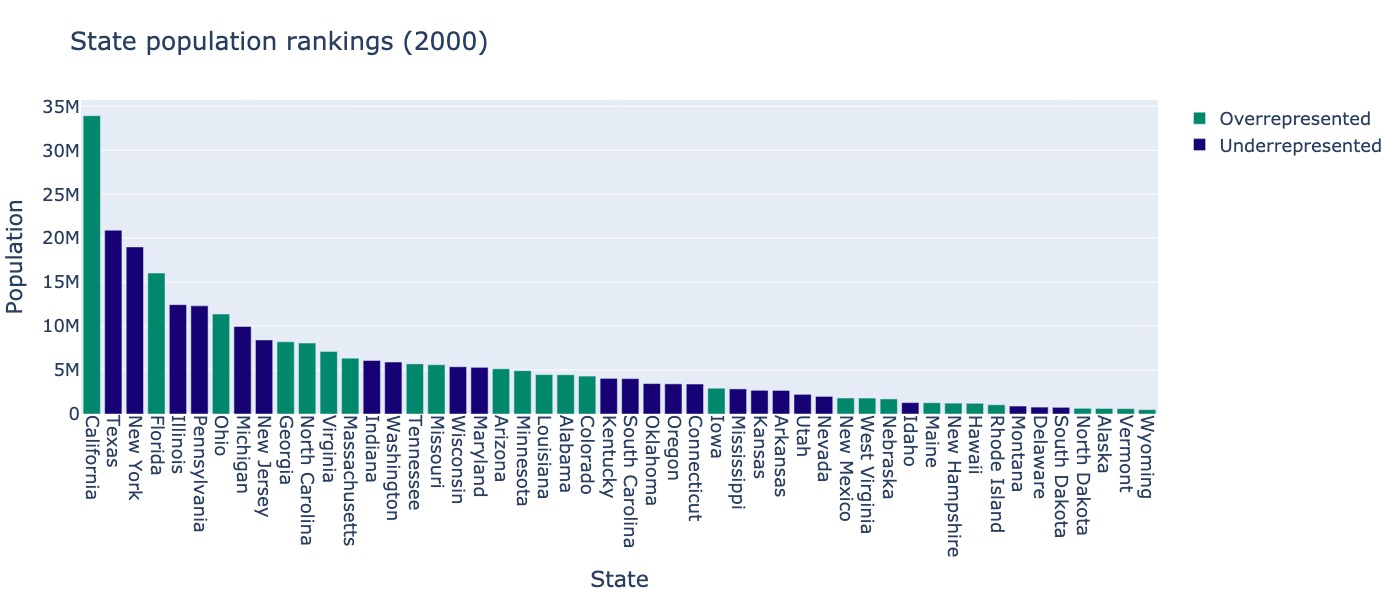 State population rankings (2000)
35M
30M
25M
20M
15M
10M
5M
0
Population
California
Texas
New York
Florida
Illinois
Pennsylvania
Ohio
Michigan
New Jersey
Georgia
North Carolina
Virginia
Massachusetts
Indiana
Washington
Tennessee
Missouri
Wisconsin
Maryland
Arizona
Minnesota
Louisiana
Alabama
Colorado
Kentucky
South Carolina
Oklahoma
Oregon
Connecticut
Iowa
Mississippi
Kansas
Arkansas
Utah
Nevada
New Mexico
West Virginia
Nebraska
Idaho
Maine
New Hampshire
Hawaii
Rhode Island
Montana
Delaware
South Dakota
North Dakota
Alaska
Vermont
Wyoming
State
Overrepresented
Underrepresented